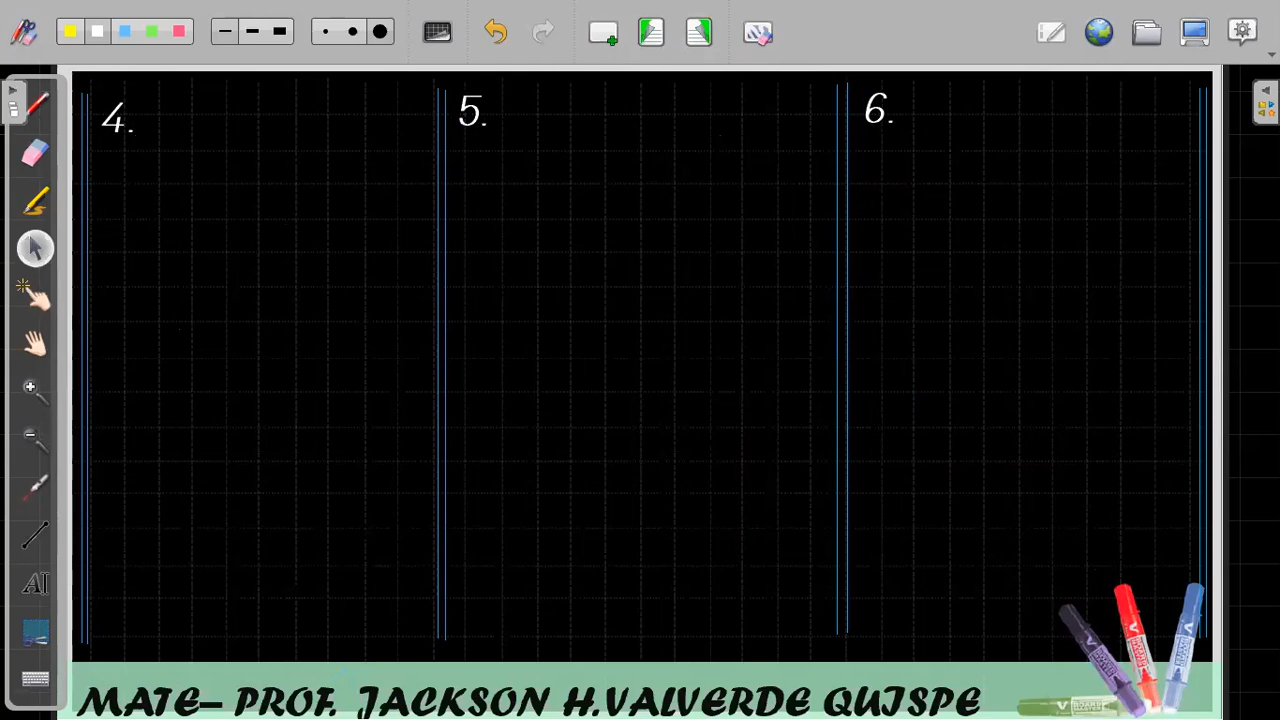 4.
5.
6.
MATE– PROF. JACKSON H.VALVERDE QUISPE